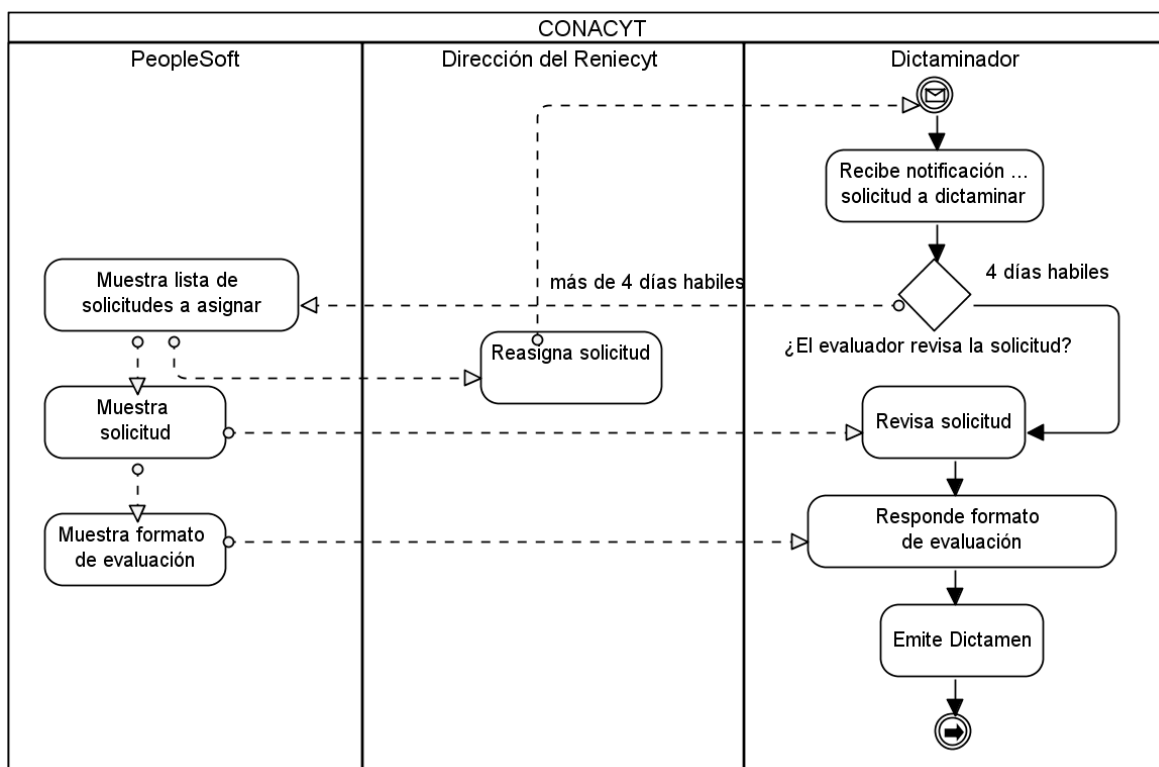 CONACYT
PeopleSoft
Dirección del Reniecyt
Dictaminador
Recibe notificación ...
solicitud a dictaminar
Muestra lista de
solicitudes a asignar
más de 4 días habiles
4 días habiles
¿El evaluador revisa la solicitud?
Reasigna solicitud
Muestra
solicitud
Revisa solicitud
Muestra formato
de evaluación
Responde formato
de evaluación
Emite Dictamen